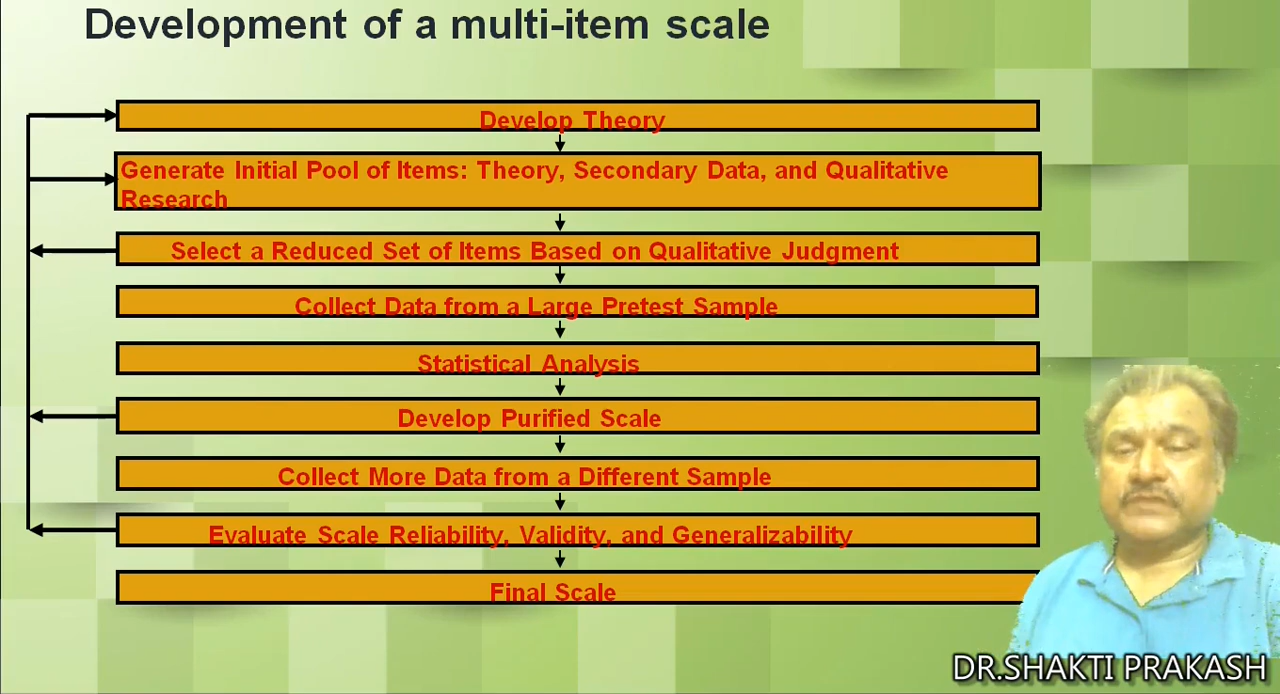 Development of a multi-item scale
Develop Theory
Generate Initial Pool of Items: Theory, Secondary Data, and Qualitative
Research
Select a Reduced Set of Items Based on Qualitative Judgment
Collect Data from a Large Pretest Sample
Statistical Analysis
Develop Purified Scale
Collect More Data from a Different Sample
Evaluate Scale Reliability, Validity, and Generalizability
Final Scale
DR.SHAKTI PRAKASH